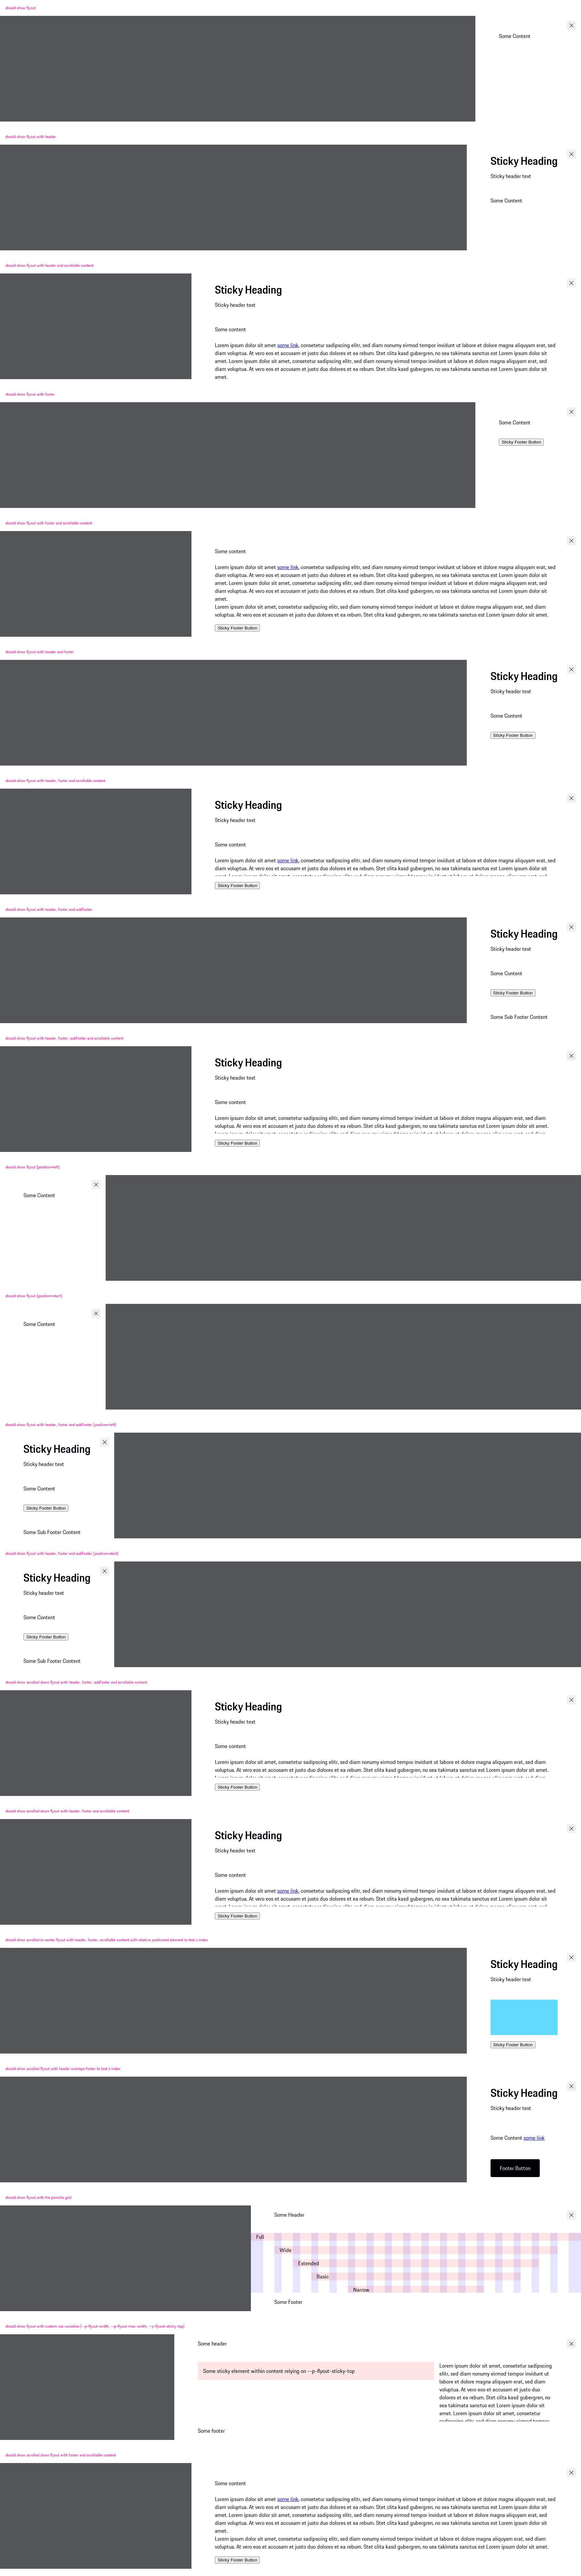 should show flyout
Some Content
should show flyout with header
Sticky Heading
Sticky header text
Some Content
should show flyout with header and scrollable content
Sticky Heading
Sticky header text
Some content
Lorem ipsum dolor sit amet some link, consetetur sadipscing elitr, sed diam nonumy eirmod tempor invidunt ut labore et dolore magna aliquyam erat, sed
diam voluptua. At vero eos et accusam et justo duo dolores et ea rebum. Stet clita kasd gubergren, no sea takimata sanctus est Lorem ipsum dolor sit
amet. Lorem ipsum dolor sit amet, consetetur sadipscing elitr, sed diam nonumy eirmod tempor invidunt ut labore et dolore magna aliquyam erat, sed
diam voluptua. At vero eos et accusam et justo duo dolores et ea rebum. Stet clita kasd gubergren, no sea takimata sanctus est Lorem ipsum dolor sit
amet.
should show flyout with footer
Some Content
Sticky Footer Button
should show flyout with footer and scrollable content
Some content
Lorem ipsum dolor sit amet some link, consetetur sadipscing elitr, sed diam nonumy eirmod tempor invidunt ut labore et dolore magna aliquyam erat, sed
diam voluptua. At vero eos et accusam et justo duo dolores et ea rebum. Stet clita kasd gubergren, no sea takimata sanctus est Lorem ipsum dolor sit
amet. Lorem ipsum dolor sit amet, consetetur sadipscing elitr, sed diam nonumy eirmod tempor invidunt ut labore et dolore magna aliquyam erat, sed
diam voluptua. At vero eos et accusam et justo duo dolores et ea rebum. Stet clita kasd gubergren, no sea takimata sanctus est Lorem ipsum dolor sit
amet.
Lorem ipsum dolor sit amet, consetetur sadipscing elitr, sed diam nonumy eirmod tempor invidunt ut labore et dolore magna aliquyam erat, sed diam
voluptua. At vero eos et accusam et justo duo dolores et ea rebum. Stet clita kasd gubergren, no sea takimata sanctus est Lorem ipsum dolor sit amet.
Sticky Footer Button
should show flyout with header and footer
Sticky Heading
Sticky header text
Some Content
Sticky Footer Button
should show flyout with header, footer and scrollable content
Sticky Heading
Sticky header text
Some content
Lorem ipsum dolor sit amet some link, consetetur sadipscing elitr, sed diam nonumy eirmod tempor invidunt ut labore et dolore magna aliquyam erat, sed
diam voluptua. At vero eos et accusam et justo duo dolores et ea rebum. Stet clita kasd gubergren, no sea takimata sanctus est Lorem ipsum dolor sit
Sticky Footer Button
should show flyout with header, footer and subfooter
Sticky Heading
Sticky header text
Some Content
Sticky Footer Button
Some Sub Footer Content
should show flyout with header, footer, subfooter and scrollable content
Sticky Heading
Sticky header text
Some content
Lorem ipsum dolor sit amet, consetetur sadipscing elitr, sed diam nonumy eirmod tempor invidunt ut labore et dolore magna aliquyam erat, sed diam
voluptua. At vero eos et accusam et justo duo dolores et ea rebum. Stet clita kasd gubergren, no sea takimata sanctus est Lorem ipsum dolor sit amet.
Sticky Footer Button
should show flyout (position=left)
Some Content
should show flyout (position=start)
Some Content
should show flyout with header, footer and subfooter (position=left)
Sticky Heading
Sticky header text
Some Content
Sticky Footer Button
Some Sub Footer Content
should show flyout with header, footer and subfooter (position=start)
Sticky Heading
Sticky header text
Some Content
Sticky Footer Button
Some Sub Footer Content
should show scrolled down flyout with header, footer, subfooter and scrollable content
Sticky Heading
Sticky header text
Some content
Lorem ipsum dolor sit amet, consetetur sadipscing elitr, sed diam nonumy eirmod tempor invidunt ut labore et dolore magna aliquyam erat, sed diam
voluptua. At vero eos et accusam et justo duo dolores et ea rebum. Stet clita kasd gubergren, no sea takimata sanctus est Lorem ipsum dolor sit amet.
Sticky Footer Button
should show scrolled down flyout with header, footer and scrollable content
Sticky Heading
Sticky header text
Some content
Lorem ipsum dolor sit amet some link, consetetur sadipscing elitr, sed diam nonumy eirmod tempor invidunt ut labore et dolore magna aliquyam erat, sed
diam voluptua. At vero eos et accusam et justo duo dolores et ea rebum. Stet clita kasd gubergren, no sea takimata sanctus est Lorem ipsum dolor sit
Sticky Footer Button
should show scrolled to center flyout with header, footer, scrollable content with relative positioned element to test z-index
Sticky Heading
Sticky header text
Sticky Footer Button
should show scrolled flyout until header overlaps footer to test z-index
Sticky Heading
Sticky header text
Some Content some link
Footer Button
should show flyout with the porsche grid
Some Header
Full
Wide
Extended
Basic
Narrow
Some Footer
should show flyout with custom css variables (--p-flyout-width, --p-flyout-max-width, --p-flyout-sticky-top)
Some header
Some sticky element within content relying on --p-flyout-sticky-top
Lorem ipsum dolor sit amet, consetetur sadipscing
elitr, sed diam nonumy eirmod tempor invidunt ut
labore et dolore magna aliquyam erat, sed diam
voluptua. At vero eos et accusam et justo duo
dolores et ea rebum. Stet clita kasd gubergren, no
sea takimata sanctus est Lorem ipsum dolor sit
amet. Lorem ipsum dolor sit amet, consetetur
Some footer
should show scrolled down flyout with footer and scrollable content
Some content
Lorem ipsum dolor sit amet some link, consetetur sadipscing elitr, sed diam nonumy eirmod tempor invidunt ut labore et dolore magna aliquyam erat, sed
diam voluptua. At vero eos et accusam et justo duo dolores et ea rebum. Stet clita kasd gubergren, no sea takimata sanctus est Lorem ipsum dolor sit
amet. Lorem ipsum dolor sit amet, consetetur sadipscing elitr, sed diam nonumy eirmod tempor invidunt ut labore et dolore magna aliquyam erat, sed
diam voluptua. At vero eos et accusam et justo duo dolores et ea rebum. Stet clita kasd gubergren, no sea takimata sanctus est Lorem ipsum dolor sit
amet.
Lorem ipsum dolor sit amet, consetetur sadipscing elitr, sed diam nonumy eirmod tempor invidunt ut labore et dolore magna aliquyam erat, sed diam
voluptua. At vero eos et accusam et justo duo dolores et ea rebum. Stet clita kasd gubergren, no sea takimata sanctus est Lorem ipsum dolor sit amet.
Sticky Footer Button